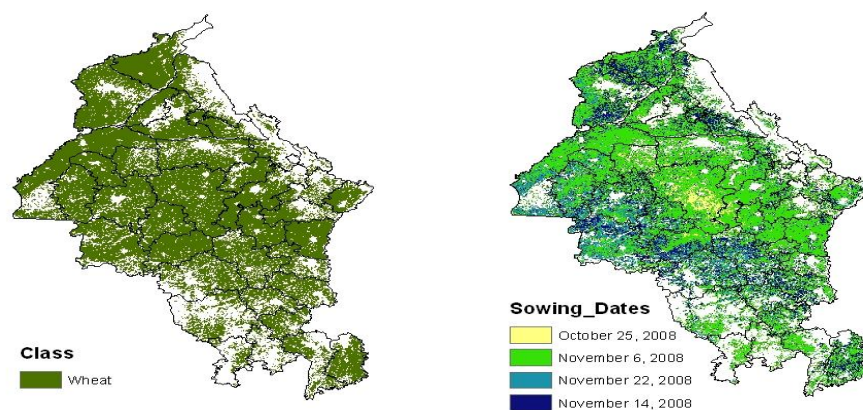 Class
Wheat
Sowing_Dates
October 25, 2008
November 6, 2008
November 22, 2008
November 14, 2008